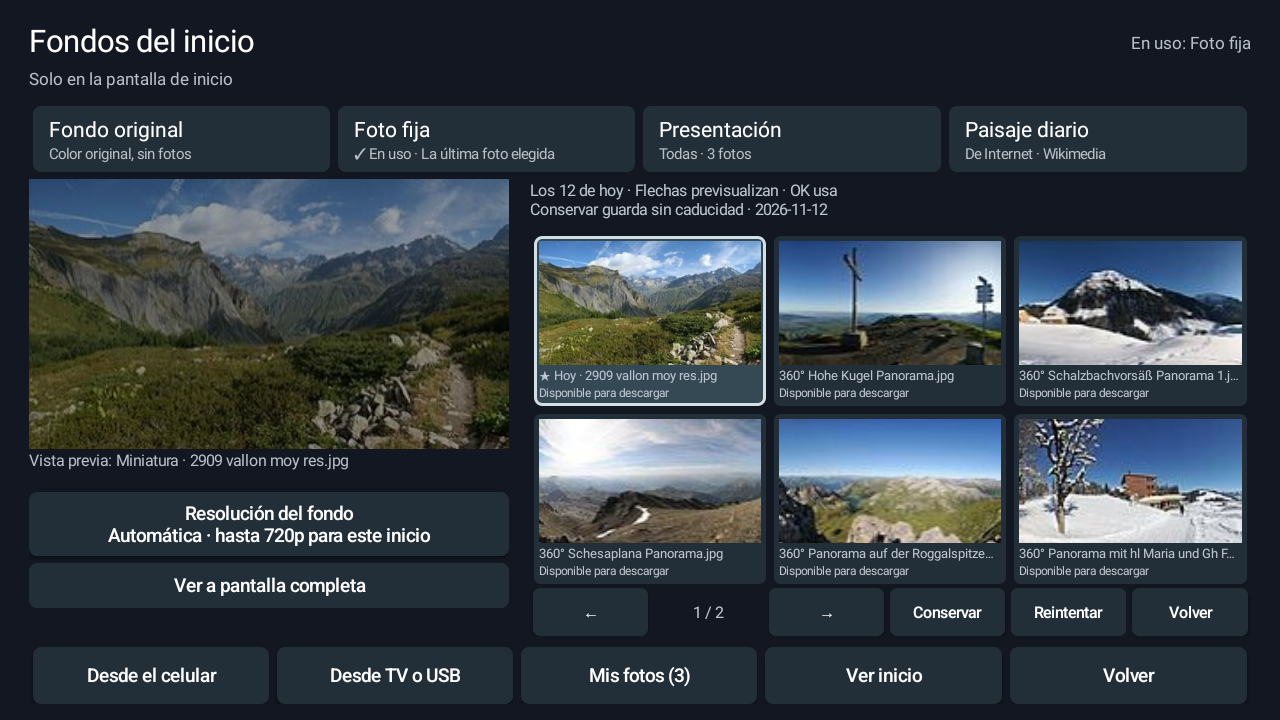 Fondos del inicio
En uso: Foto fija
Solo en la pantalla de inicio
Fondo original
Color original, sin fotos
Foto fija
✓ En uso · La última foto elegida
Presentación
Todas · 3 fotos
Paisaje diario
De Internet · Wikimedia
Los 12 de hoy · Flechas previsualizan · OK usa
Conservar guarda sin caducidad · 2026-11-12
★ Hoy · 2909 vallon moy res.jpg
Disponible para descargar
360° Hohe Kugel Panorama.jpg
Disponible para descargar
360° Schalzbachvorsäß Panorama 1.j...
Disponible para descargar
360° Schesaplana Panorama.jpg
Disponible para descargar
360° Panorama auf der Roggalspitze...
Disponible para descargar
360° Panorama mit hl Maria und Gh F...
Disponible para descargar
Vista previa: Miniatura · 2909 vallon moy res.jpg
Resolución del fondo
Automática · hasta 720p para este inicio
Ver a pantalla completa
←
1 / 2
→
Conservar
Reintentar
Volver
Desde el celular
Desde TV o USB
Mis fotos (3)
Ver inicio
Volver